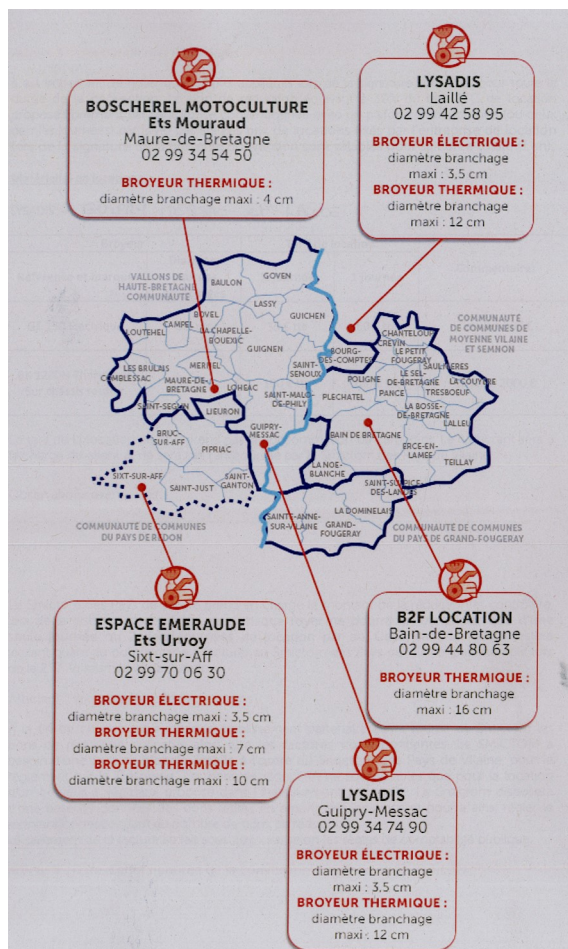 BOSCHEREL MOTOCULTURE
Ets Mouraud
Maure-de-Bretagne
02 99 34 54 50
BROYEUR THERMIQUE :
diamètre branchage maxi : 4 cm
LYSADIS
Laillé
02 99 42 58 95
BROYEUR ÉLECTRIQUE :
diamètre branchage
maxi : 3,5 cm
BROYEUR THERMIQUE :
diamètre branchage
maxi : 12 cm
VALLONS DE
HAUTE-BRETAGNE
COMMUNAUTÉ
COMMUNAUTÉ
DE COMMUNES DE
MOYENNE VILAINE
ET SEMNON
GOVEN
BAULON
LASSY
GUICHEN
BOVEL
CAMPEL
LOUTEHEL
LA CHAPELLE-
BOUEXIC
GUIGNEN
LES BRULAIS
COMBLESSAC
MERNEL
MAURE-DE-
BRETAGNE
LOHEAC
SAINT-
SENOUX
SAINT-MALO-
DE-PHILY
SAINT-SEGLIN
LIEURON
GUIPRY-
MESSAC
BRUC-
SUR-AFF
PIPRIAC
SIXT-SUR-AFF
SAINT-JUST
SAINT-
GANTON
BOURG-
DES-COMPTES
CHANTELOUP
CREVIN
LE PETIT
FOUGERAY
SAULNIERES
LE SEL-
DE-BRETAGNE
LA COUYERE
POLIGNE
PANCE
TRESBOEUF
PLECHATEL
LA BOSSE-
DE-BRETAGNE
LALLEU
BAIN DE BRETAGNE
ERCE-EN-
LAMEE
TEILLAY
LA NOE-
BLANCHE
SAINT-SULPICE-
DES-LANDES
LA DOMINELAIS
SAINTE-ANNE-
SUR-VILAINE
GRAND-
FOUGERAY
COMMUNAUTÉ DE COMMUNES
DU PAYS DE REDON
COMMUNAUTÉ DE COMMUNES
DU PAYS DE GRAND-FOUGERAY
ESPACE EMERAUDE
Ets Urvoy
Sixt-sur-Aff
02 99 70 06 30
BROYEUR ÉLECTRIQUE :
diamètre branchage maxi : 3,5 cm
BROYEUR THERMIQUE :
diamètre branchage maxi : 7 cm
BROYEUR THERMIQUE :
diamètre branchage maxi : 10 cm
B2F LOCATION
Bain-de-Bretagne
02 99 44 80 63
BROYEUR THERMIQUE :
diamètre branchage
maxi : 16 cm
LYSADIS
Guipry-Messac
02 99 34 74 90
BROYEUR ÉLECTRIQUE :
diamètre branchage
maxi : 3,5 cm
BROYEUR THERMIQUE :
diamètre branchage
maxi : 12 cm